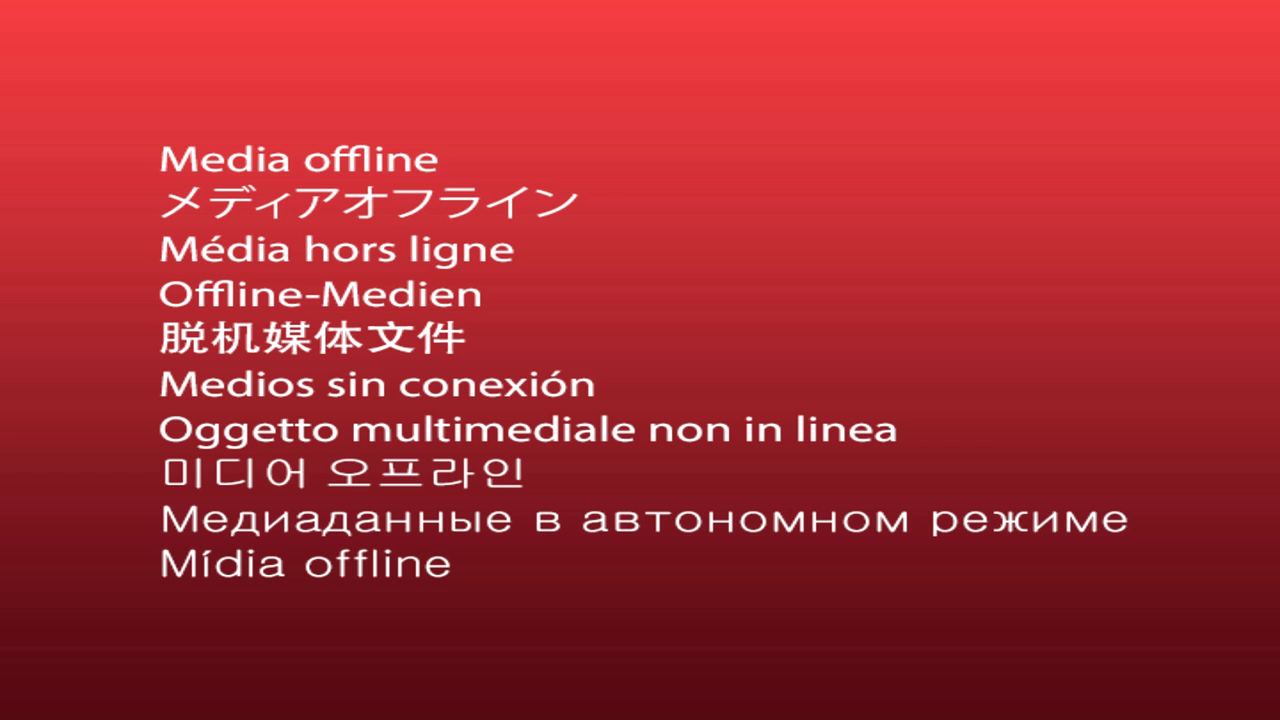 Media offline
メディアオフライン
Média hors ligne
Offline-Medien
脱机媒体文件
Medios sin conexión
Oggetto multimediale non in linea
미디어 오프라인
Медиаданные в автономном режиме
Mídia offline